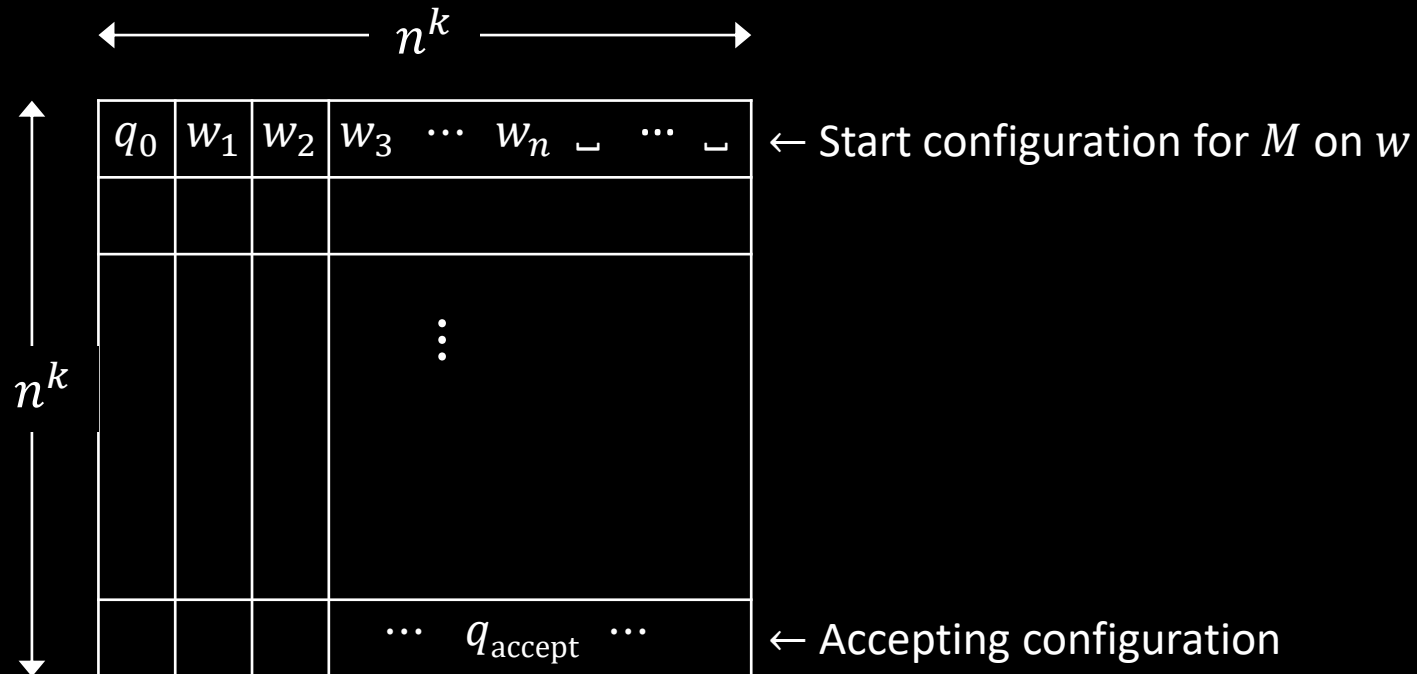 n^k
q_0 w_1 w_2 w_3 ⋯ w_n ␣ ⋯ ␣ ← Start configuration for M on w
⋮
n^k
⋯ q_accept ⋯ ← Accepting configuration